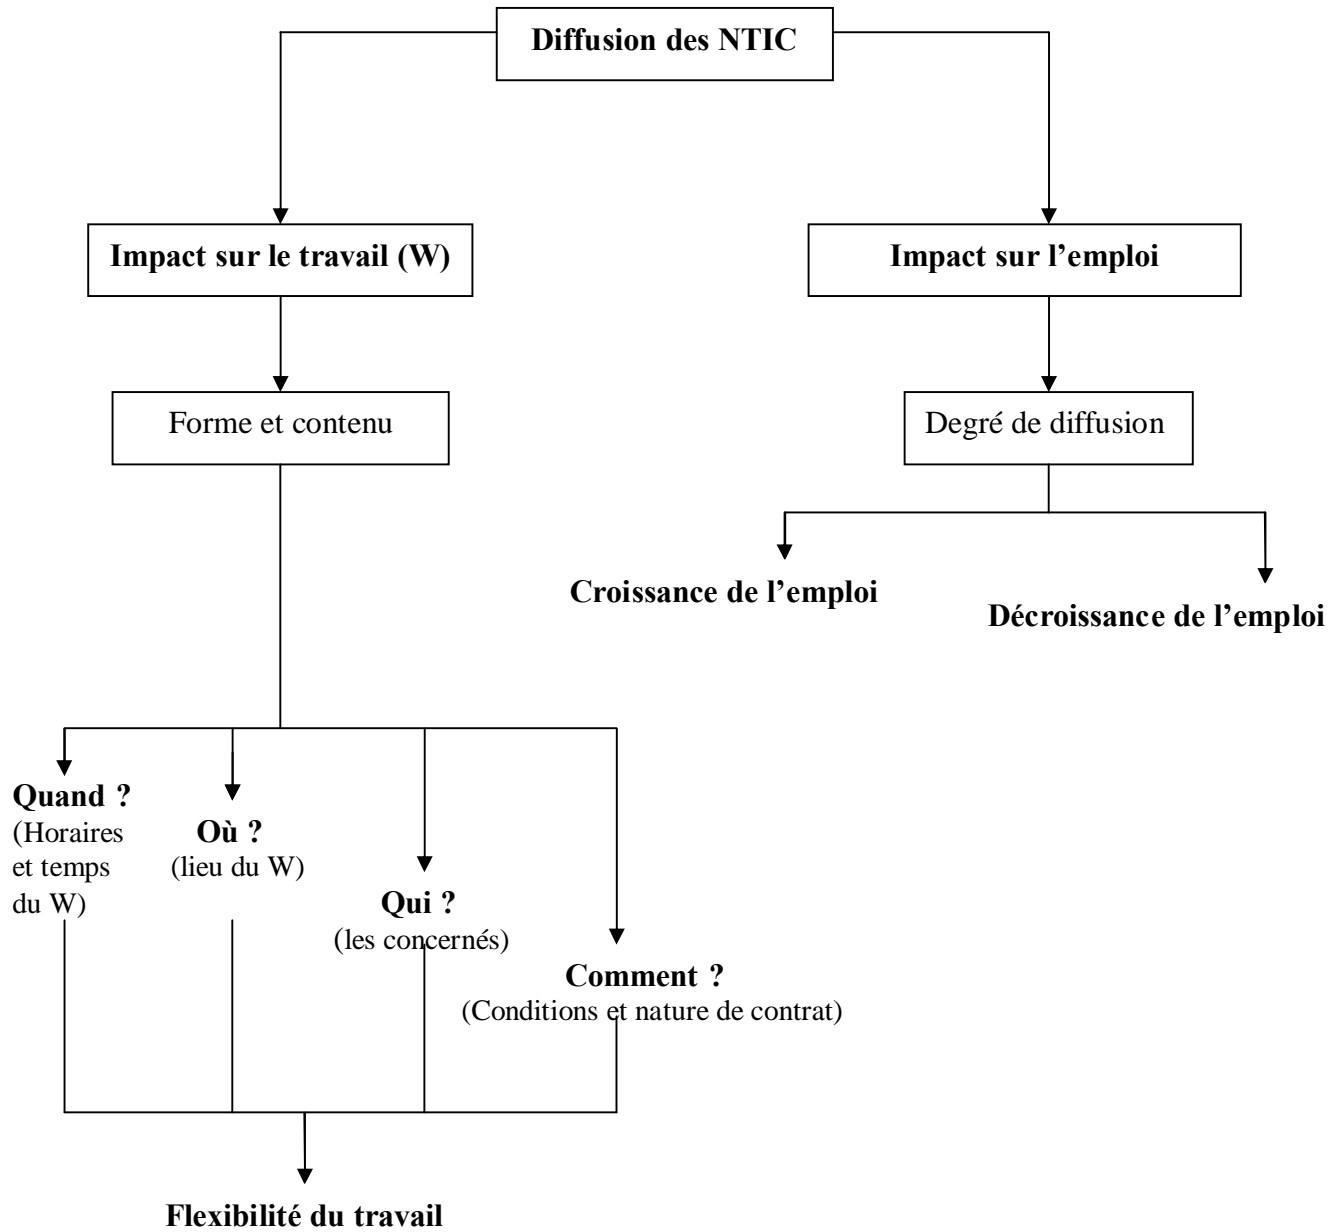 Diffusion des NTIC
Impact sur le travail (W)
Impact sur l’emploi
Forme et contenu
Degré de diffusion
Croissance de l’emploi
Décroissance de l’emploi
Quand ?
(Horaires
et temps
du W)
Où ?
(lieu du W)
Qui ?
(les concernés)
Comment ?
(Conditions et nature de contrat)
Flexibilité du travail